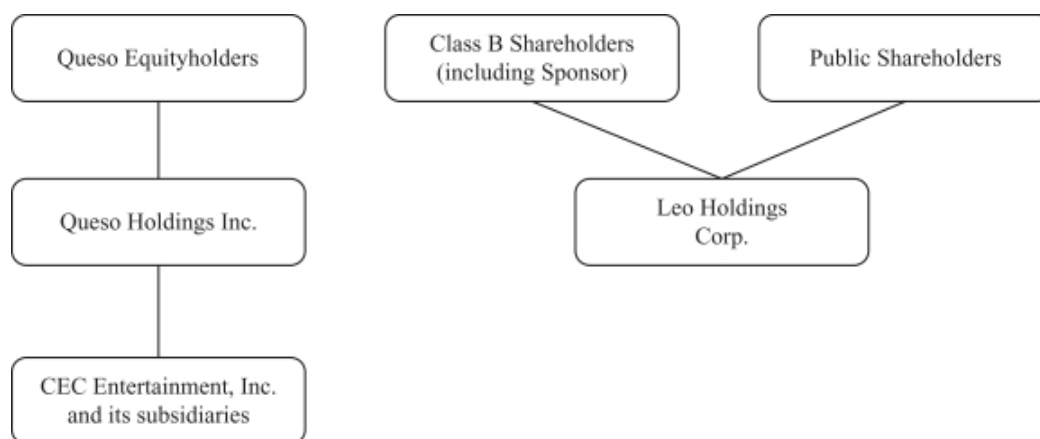 Queso Equityholders
Class B Shareholders
(including Sponsor)
Public Shareholders
Queso Holdings Inc.
Leo Holdings
Corp.
CEC Entertainment, Inc.
and its subsidiaries